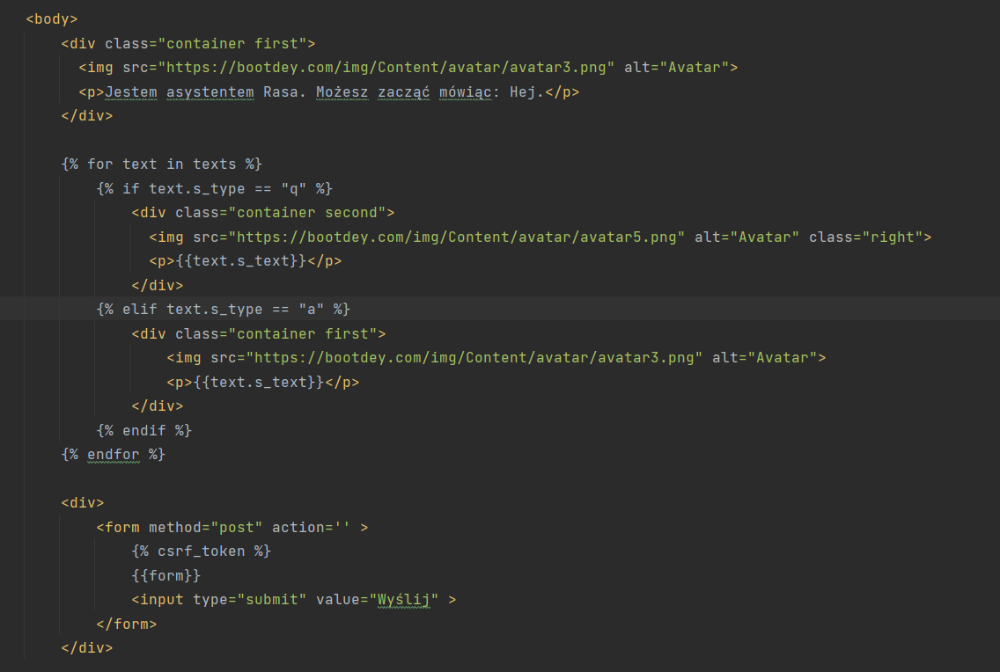 <body>
    <div class="container first">
      <img src="https://bootdey.com/img/Content/avatar/avatar3.png" alt="Avatar">
      <p>Jestem asystentem Rasa. Możesz zacząć mówiąc: Hej.</p>
    </div>

    {% for text in texts %}
        {% if text.s_type == "q" %}
            <div class="container second">
              <img src="https://bootdey.com/img/Content/avatar/avatar5.png" alt="Avatar" class="right">
              <p>{{text.s_text}}</p>
            </div>
        {% elif text.s_type == "a" %}
            <div class="container first">
                <img src="https://bootdey.com/img/Content/avatar/avatar3.png" alt="Avatar">
                <p>{{text.s_text}}</p>
            </div>
        {% endif %}
    {% endfor %}

    <div>
        <form method="post" action='' >
            {% csrf_token %}
            {{form}}
            <input type="submit" value="Wyślij" >
        </form>
    </div>